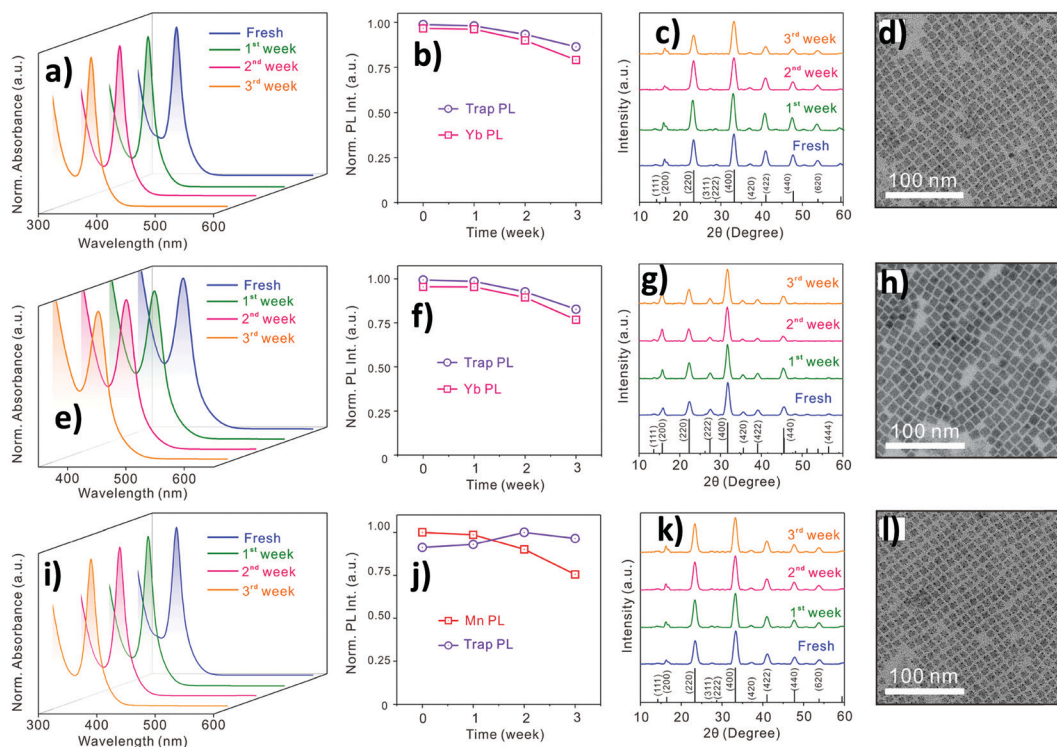 a)
Norm. Absorbance (a.u.)
Fresh
1st week
2nd week
3rd week
300
400
500
600
Wavelength (nm)
b)
Norm. PL Int. (a.u.)
1.00
0.75
0.50
0.25
0
Trap PL
Yb PL
0
1
2
3
Time (week)
c)
Intensity (a.u.)
3rd week
2nd week
1st week
Fresh
(111)
(200)
(220)
(311)
(222)
(400)
(420)
(422)
(440)
(620)
10
20
30
40
50
60
2θ (Degree)
d)
100 nm
e)
Norm. Absorbance (a.u.)
Fresh
1st week
2nd week
3rd week
400
500
600
Wavelength (nm)
f)
Norm. PL Int. (a.u.)
1.00
0.75
0.50
0.25
0
Trap PL
Yb PL
0
1
2
3
Time (week)
g)
Intensity (a.u.)
3rd week
2nd week
1st week
Fresh
(111)
(200)
(220)
(222)
(400)
(420)
(422)
(440)
(444)
10
20
30
40
50
60
2θ (Degree)
h)
100 nm
i)
Norm. Absorbance (a.u.)
Fresh
1st week
2nd week
3rd week
300
400
500
600
Wavelength (nm)
j)
Norm. PL Int. (a.u.)
1.00
0.75
0.50
0.25
0
Mn PL
Trap PL
0
1
2
3
Time (week)
k)
Intensity (a.u.)
3rd week
2nd week
1st week
Fresh
(111)
(200)
(220)
(311)
(222)
(400)
(420)
(422)
(440)
(620)
10
20
30
40
50
60
2θ (Degree)
l)
100 nm